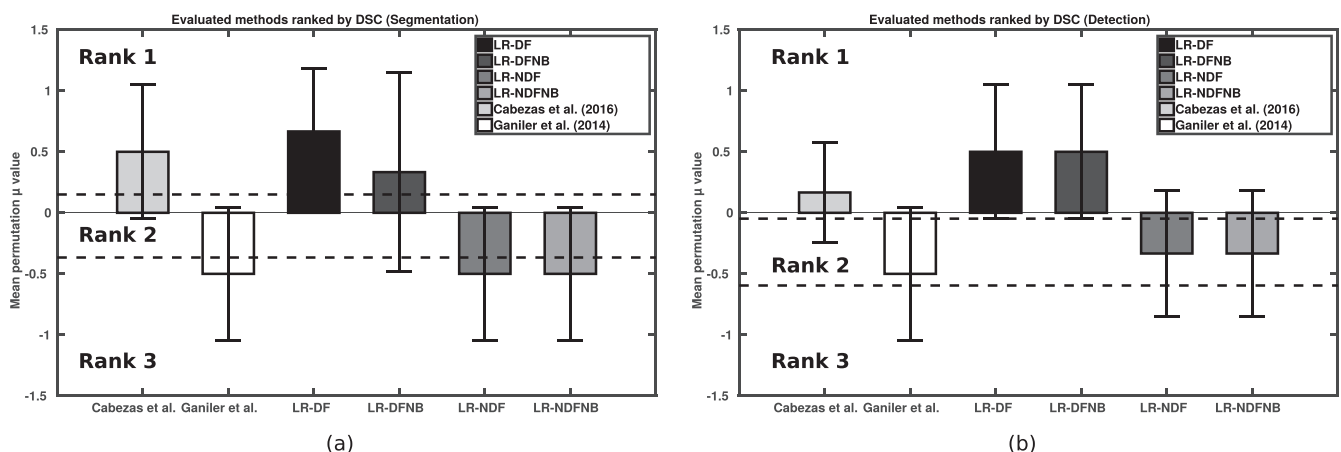 Evaluated methods ranked by DSC (Segmentation)
Mean permutation µ value
1.5
1
0.5
0
-0.5
-1
-1.5
Rank 1
Rank 2
Rank 3
LR-DF
LR-DFNB
LR-NDF
LR-NDFNB
Cabezas et al. (2016)
Ganiler et al. (2014)
Cabezas et al. Ganiler et al. LR-DF LR-DFNB LR-NDF LR-NDFNB
(a)
Evaluated methods ranked by DSC (Detection)
Mean permutation µ value
1.5
1
0.5
0
-0.5
-1
-1.5
Rank 1
Rank 2
Rank 3
LR-DF
LR-DFNB
LR-NDF
LR-NDFNB
Cabezas et al. (2016)
Ganiler et al. (2014)
Cabezas et al. Ganiler et al. LR-DF LR-DFNB LR-NDF LR-NDFNB
(b)